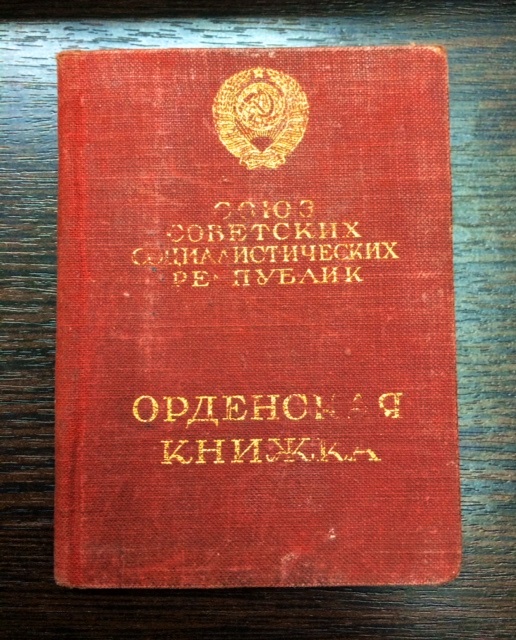 СОЮЗ
СОВЕТСКИХ
СОЦИАЛИСТИЧЕСКИХ
РЕСПУБЛИК
ОРДЕНСКАЯ
КНИЖКА